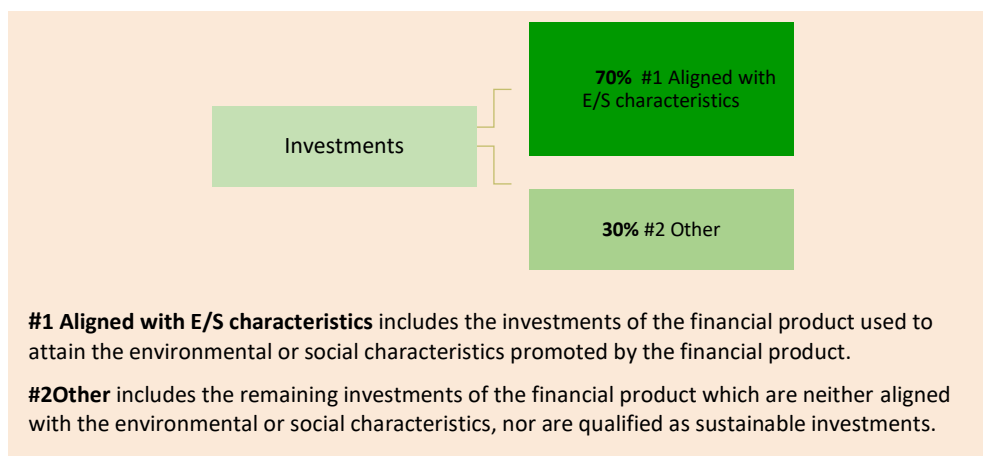 70% #1 Aligned with
E/S characteristics
Investments
30% #2 Other
#1 Aligned with E/S characteristics includes the investments of the financial product used to
attain the environmental or social characteristics promoted by the financial product.
#2Other includes the remaining investments of the financial product which are neither aligned
with the environmental or social characteristics, nor are qualified as sustainable investments.